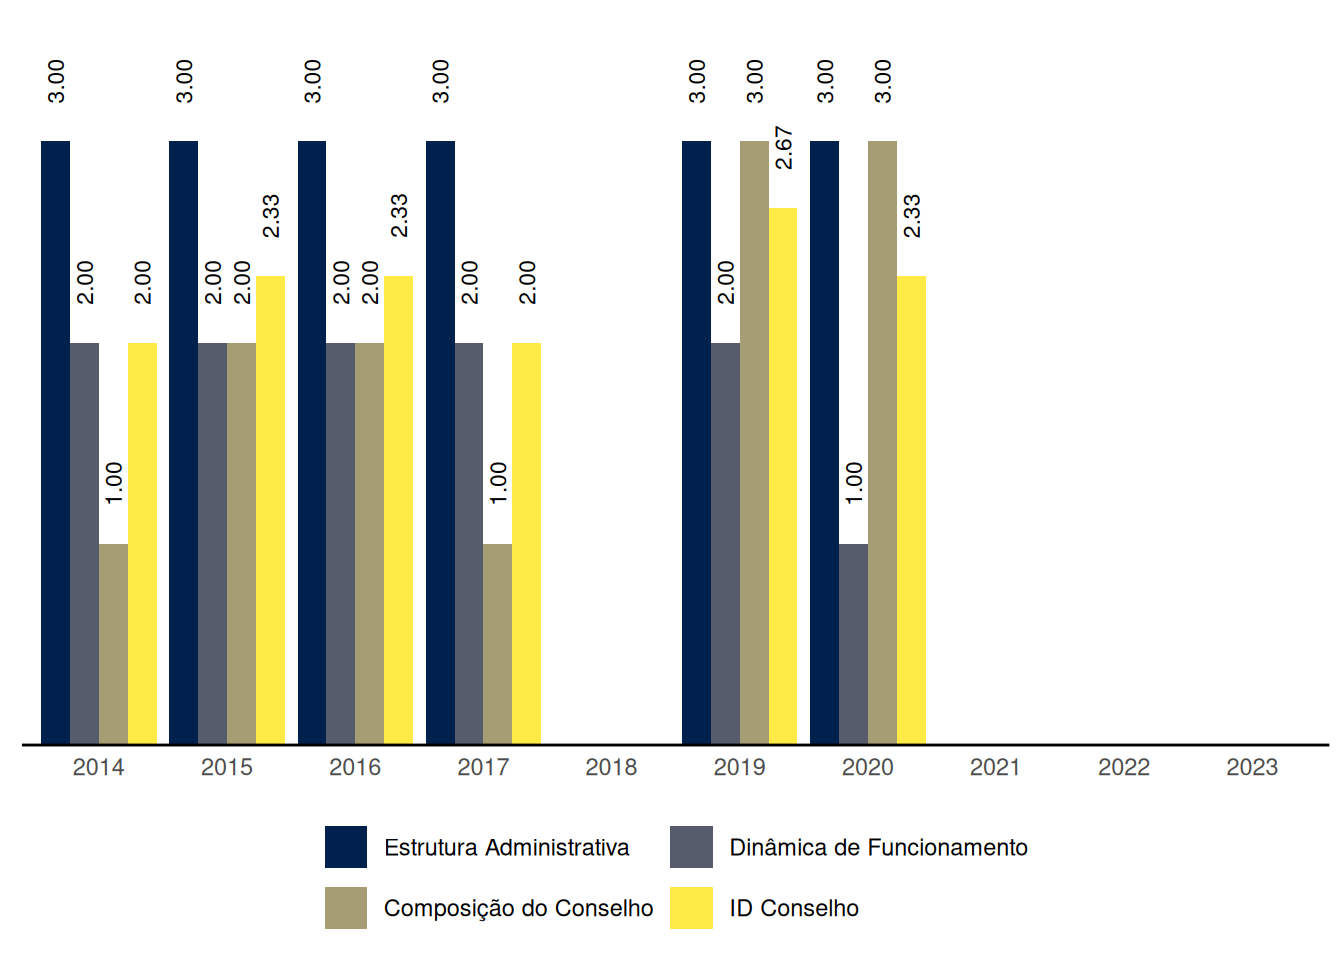 3.00 3.00 3.00 3.00 3.00 3.00 3.00 3.00
2.67
2.33 2.33 2.33
2.00 2.00 2.00 2.00 2.00 2.00 2.00 2.00 2.00
1.00 1.00 1.00
2014 2015 2016 2017 2018 2019 2020 2021 2022 2023
Estrutura Administrativa Dinâmica de Funcionamento
Composição do Conselho ID Conselho